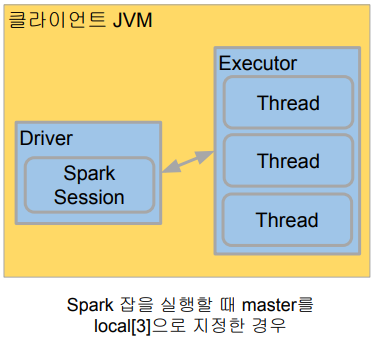 클라이언트 JVM
Driver
Spark
Session
Executor
Thread
Thread
Thread
Spark 잡을 실행할 때 master를
local[3]으로 지정한 경우